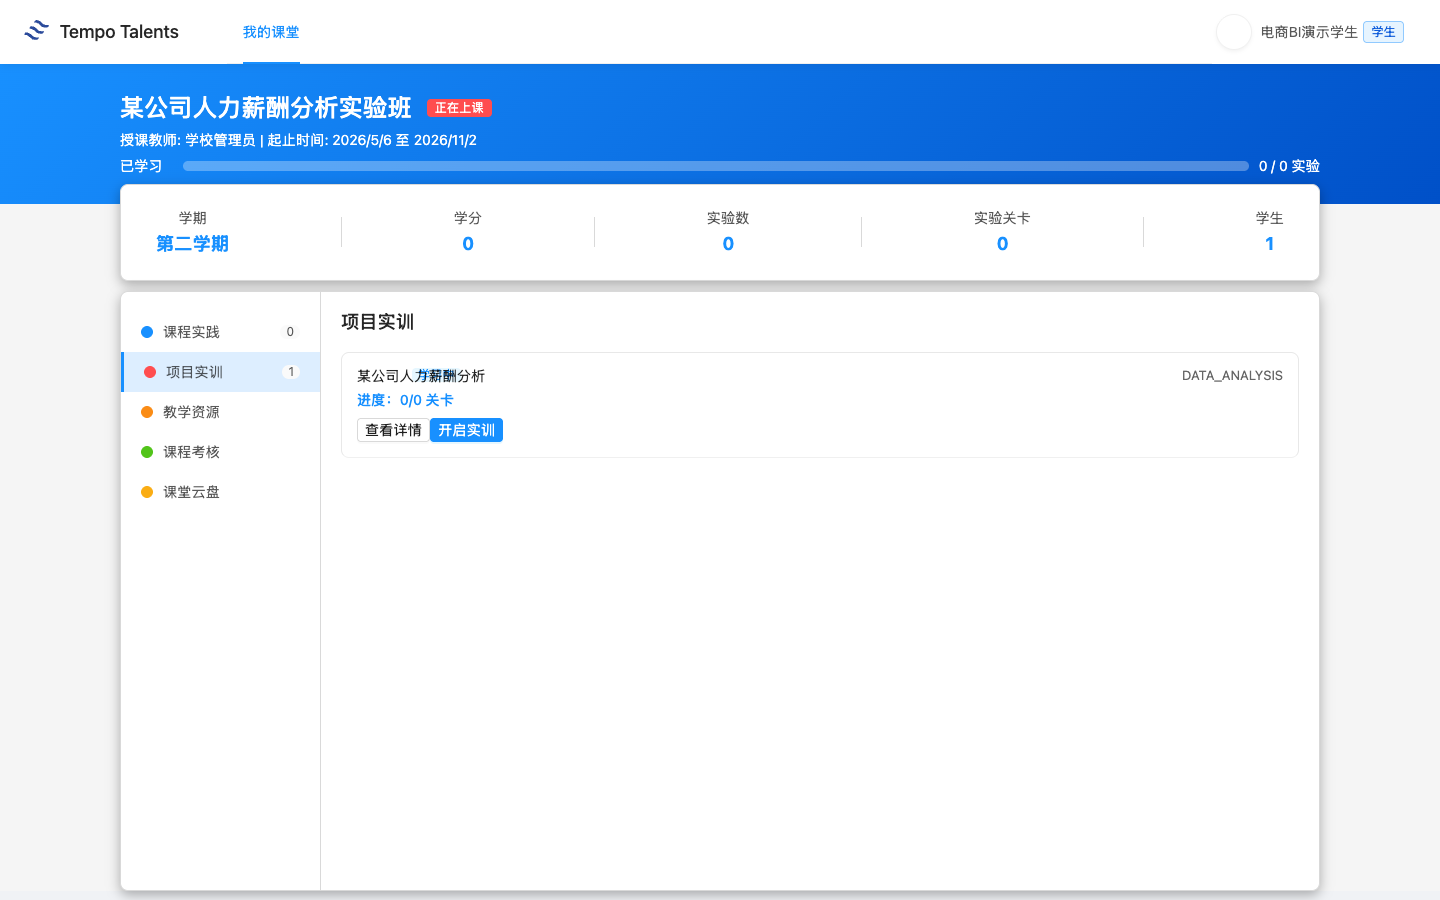 Tempo Talents
我的课堂
电商BI演示学生
学生
某公司人力薪酬分析实验班
正在上课
授课教师: 学校管理员 | 起止时间: 2026/5/6 至 2026/11/2
已学习
0 / 0 实验
学期
第二学期
学分
0
实验数
0
实验关卡
0
学生
1
课程实践
0
项目实训
1
教学资源
课程考核
课堂云盘
项目实训
某公司人力薪酬分析
DATA_ANALYSIS
进度：0/0 关卡
查看详情
开启实训